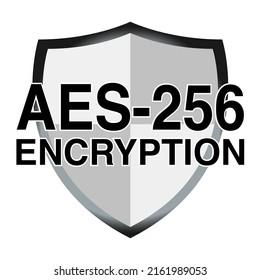 AES-256
ENCRYPTION
shutterstock.com · 2161989053